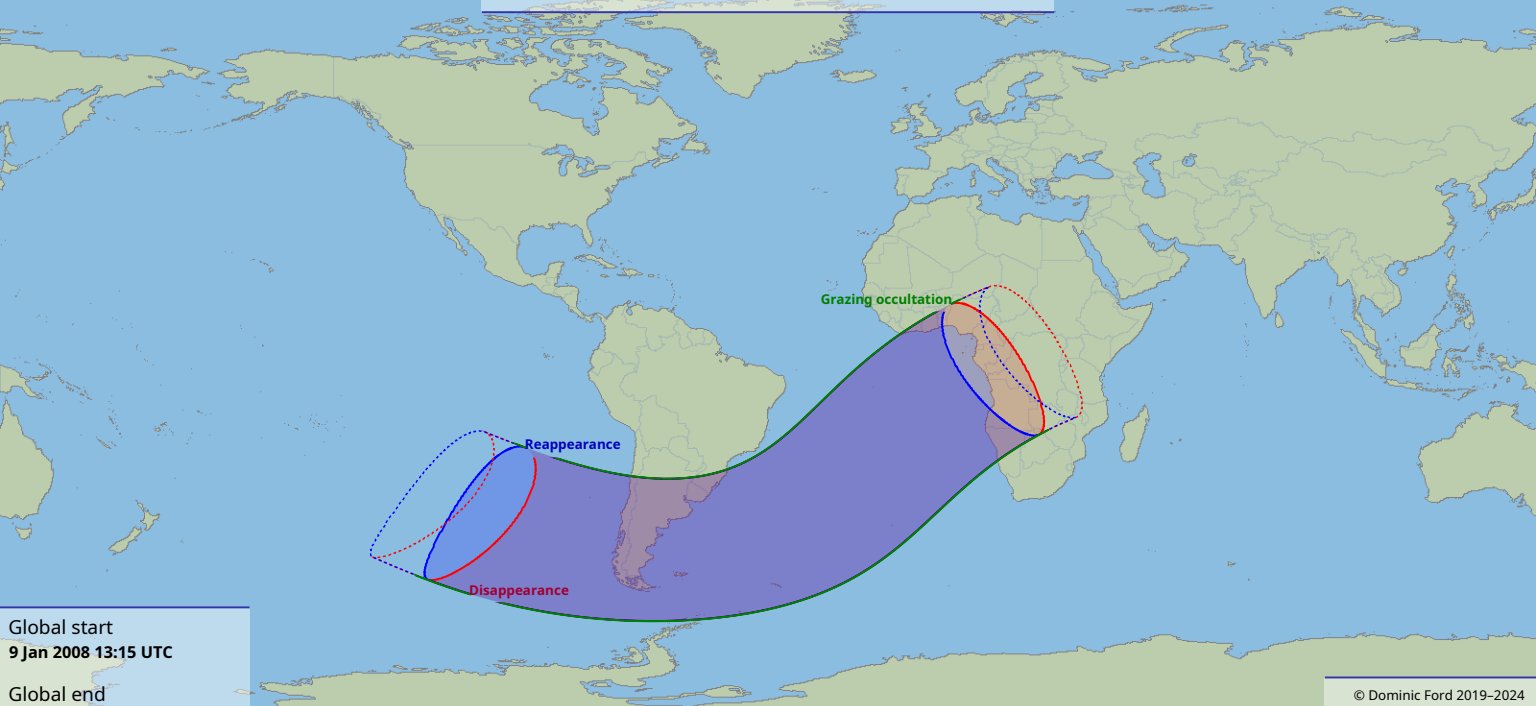 Grazing occultation
Reappearance
Disappearance
Global start
9 Jan 2008 13:15 UTC
Global end
© Dominic Ford 2019–2024